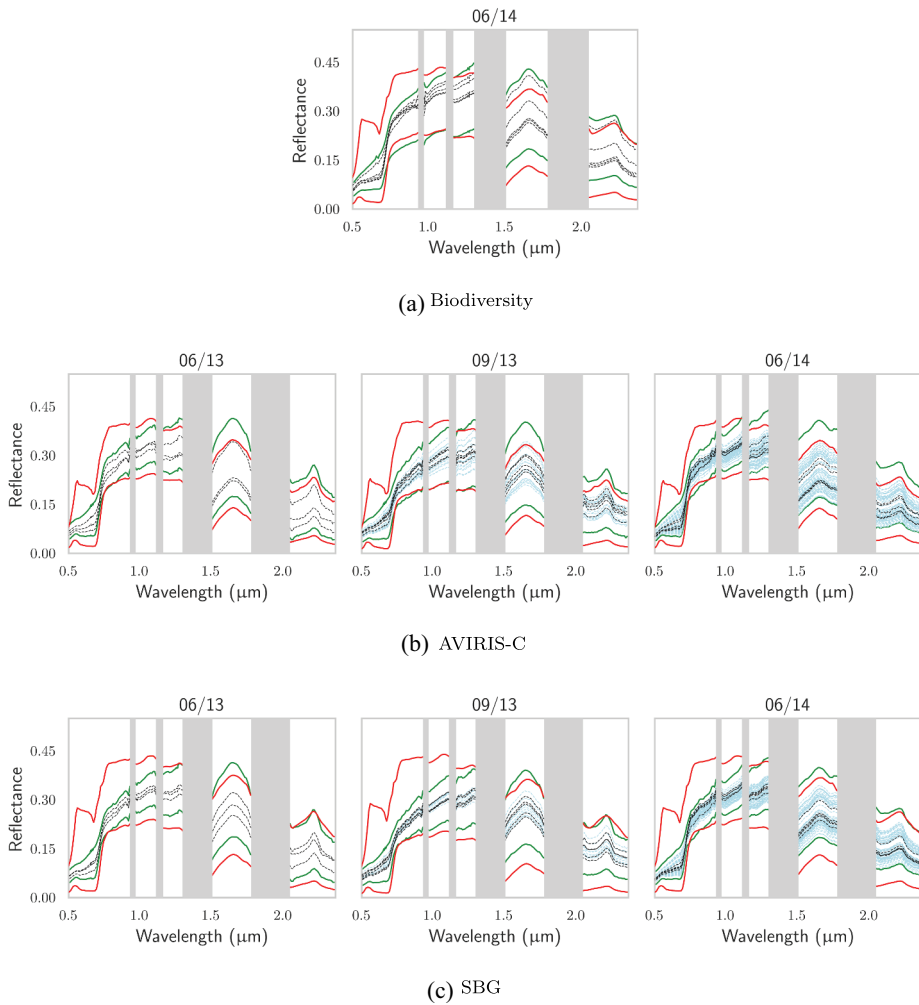 06/14
0.45
0.30
0.15
0.00
Reflectance
0.5 1.0 1.5 2.0
Wavelength (μm)
(a) Biodiversity
06/13 09/13 06/14
0.45
0.30
0.15
0.00
Reflectance
0.5 1.0 1.5 2.0 0.5 1.0 1.5 2.0 0.5 1.0 1.5 2.0
Wavelength (μm) Wavelength (μm) Wavelength (μm)
(b) AVIRIS-C
06/13 09/13 06/14
0.45
0.30
0.15
0.00
Reflectance
0.5 1.0 1.5 2.0 0.5 1.0 1.5 2.0 0.5 1.0 1.5 2.0
Wavelength (μm) Wavelength (μm) Wavelength (μm)
(c) SBG